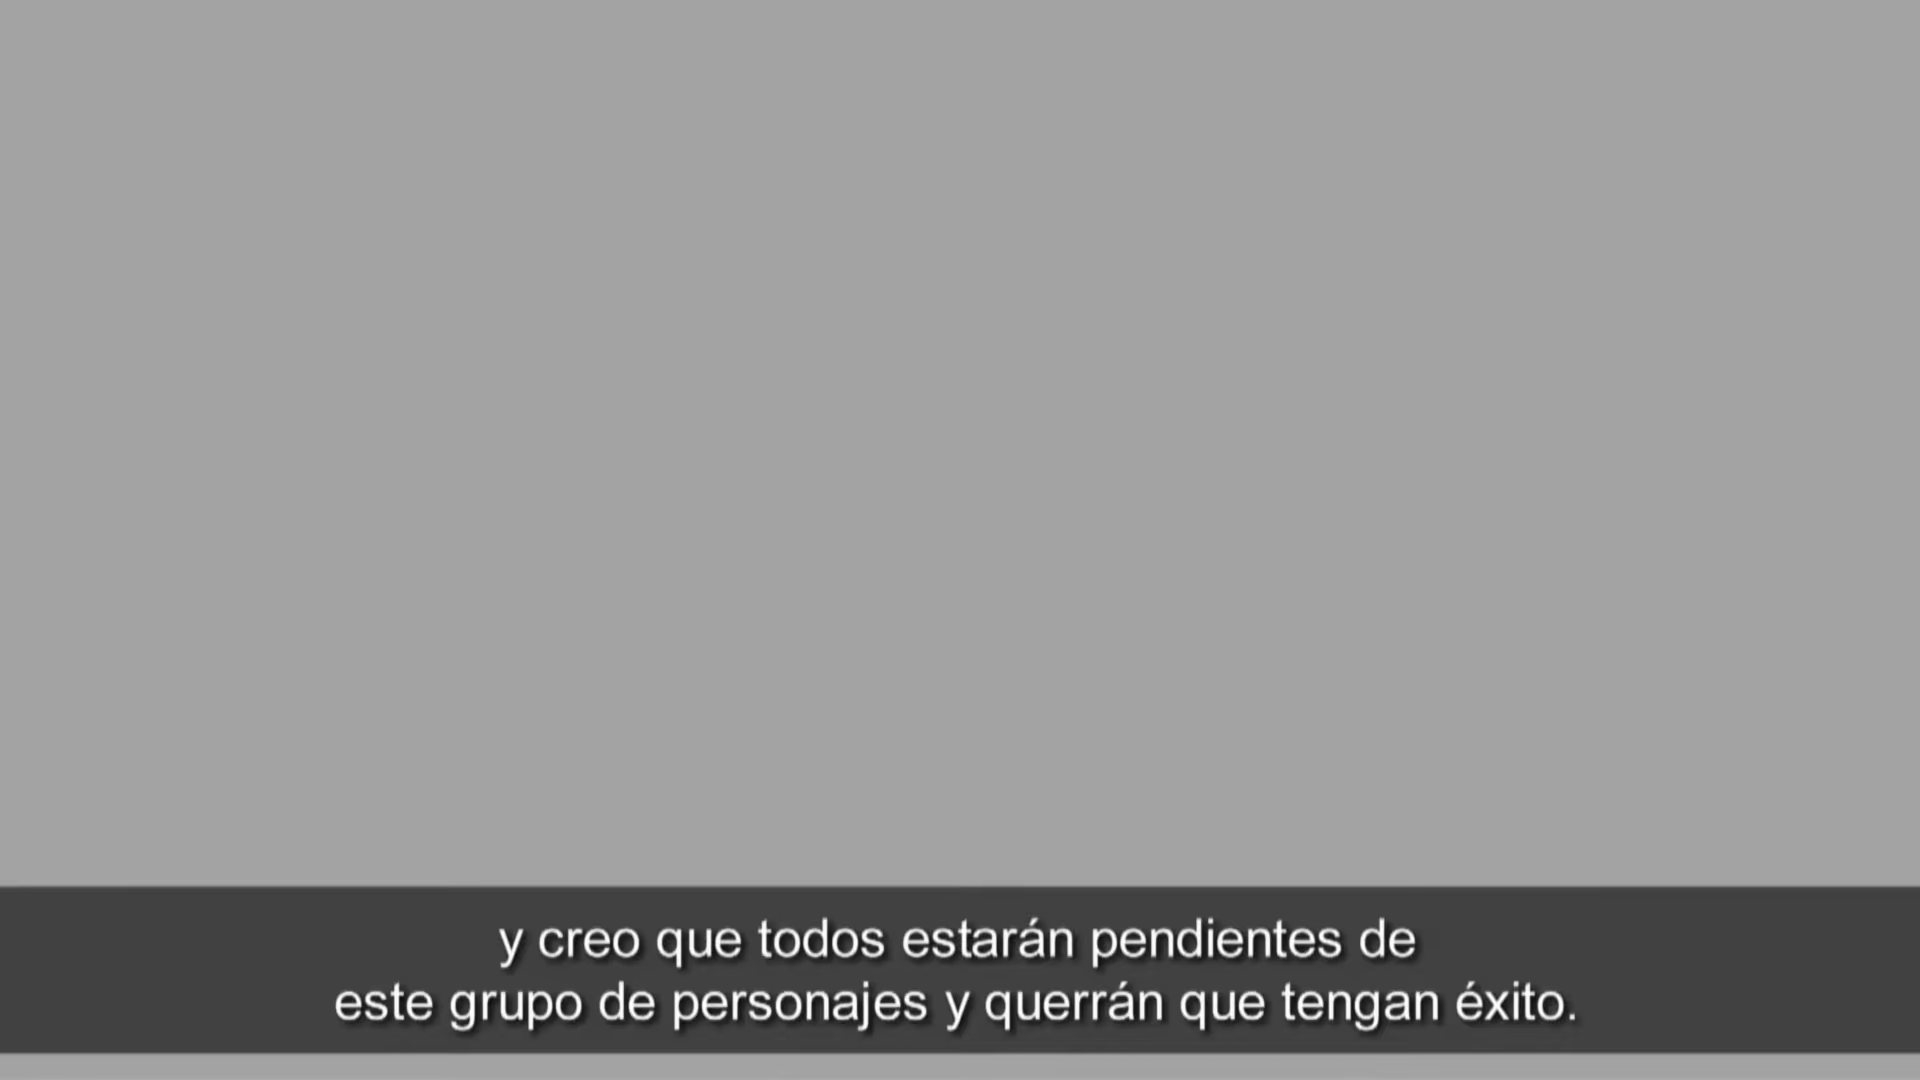 y creo que todos estarán pendientes de
este grupo de personajes y querrán que tengan éxito.